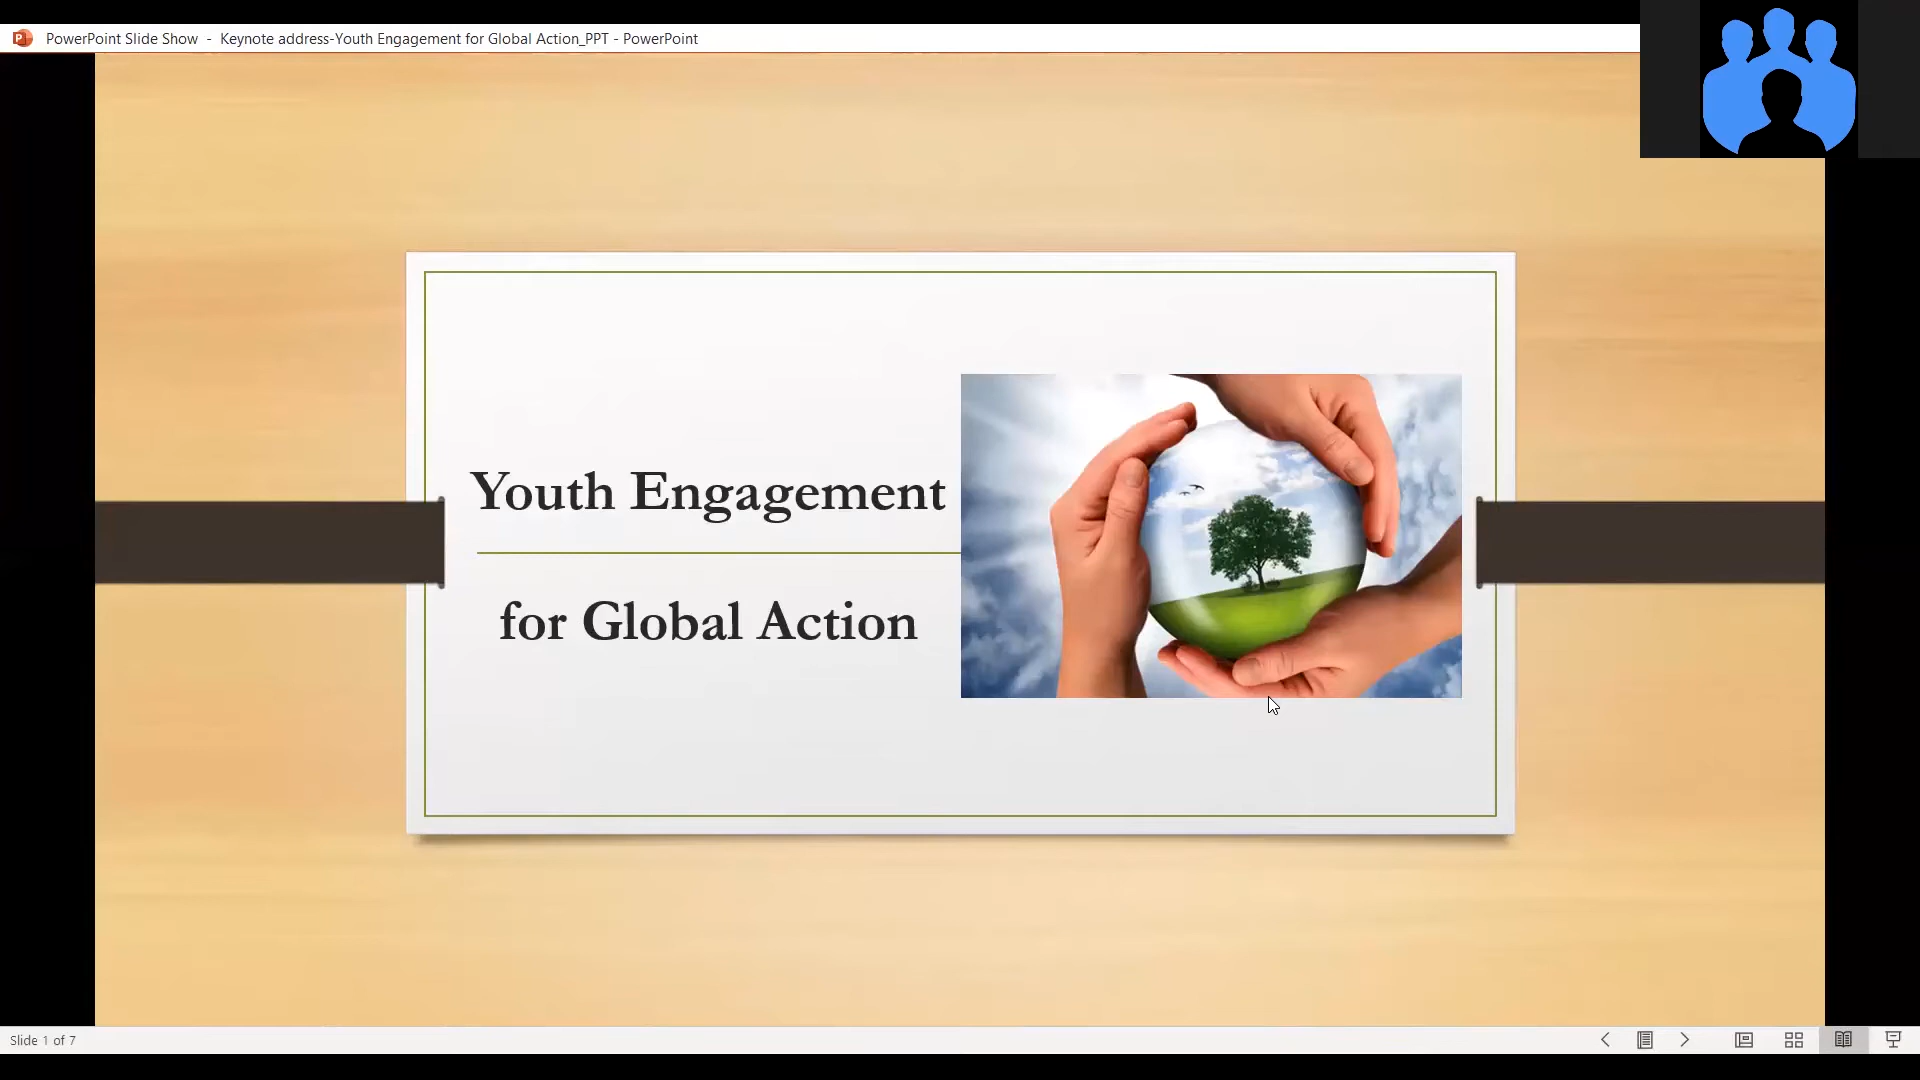 PowerPoint Slide Show - Keynote address-Youth Engagement for Global Action_PPT - PowerPoint
Youth Engagement
for Global Action
Slide 1 of 7